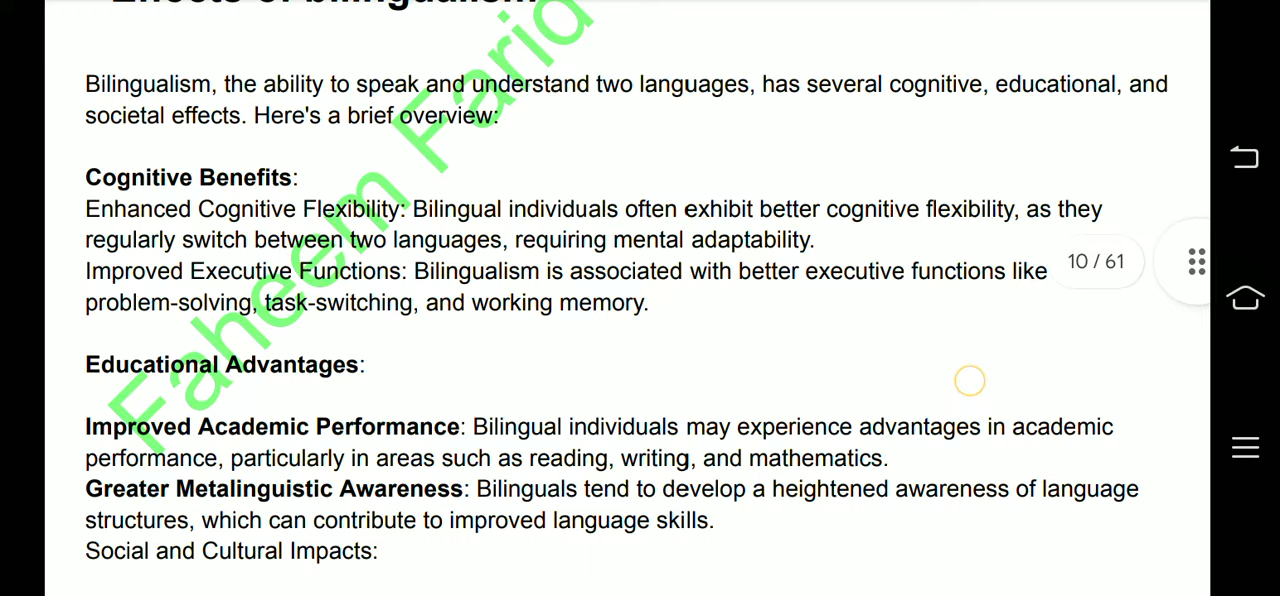 Effects of bilingualism
Bilingualism, the ability to speak and understand two languages, has several cognitive, educational, and
societal effects. Here's a brief overview:
Cognitive Benefits:
Enhanced Cognitive Flexibility: Bilingual individuals often exhibit better cognitive flexibility, as they
regularly switch between two languages, requiring mental adaptability.
Improved Executive Functions: Bilingualism is associated with better executive functions like
problem-solving, task-switching, and working memory.
10 / 61
Educational Advantages:
Improved Academic Performance: Bilingual individuals may experience advantages in academic
performance, particularly in areas such as reading, writing, and mathematics.
Greater Metalinguistic Awareness: Bilinguals tend to develop a heightened awareness of language
structures, which can contribute to improved language skills.
Social and Cultural Impacts:
Faheem Farid